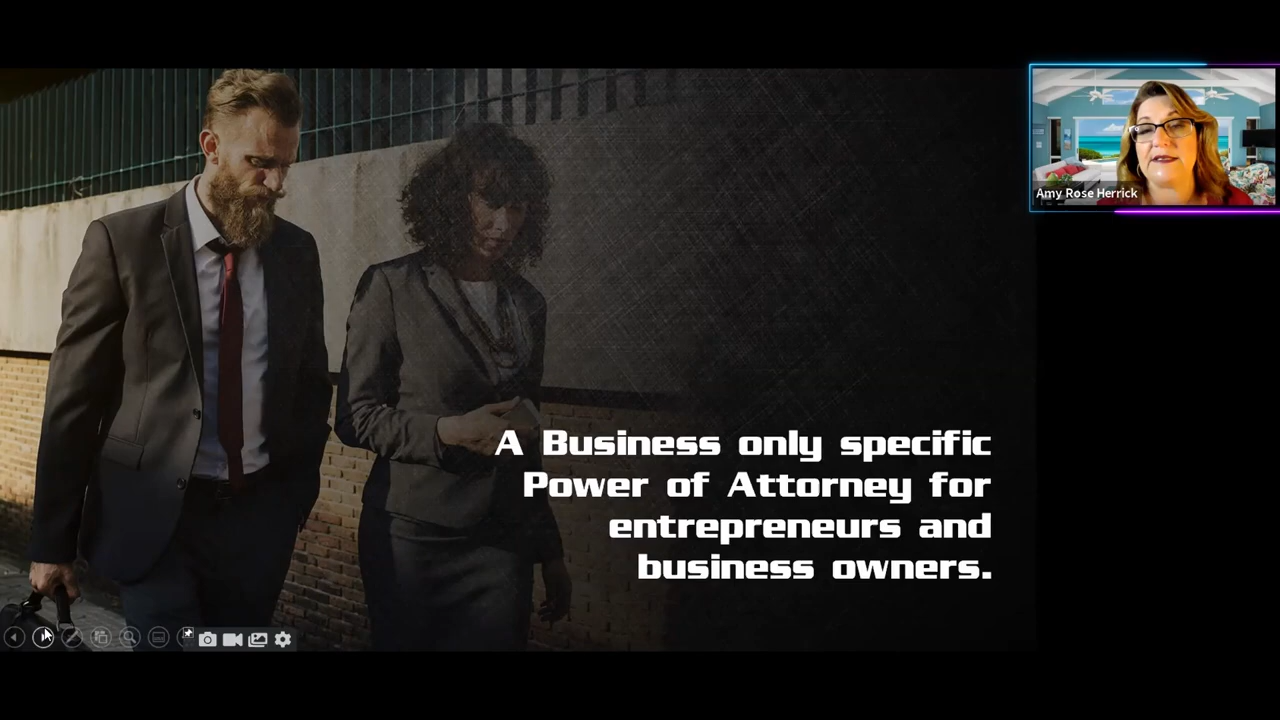 Amy Rose Herrick
A Business only specific
Power of Attorney for
entrepreneurs and
business owners.